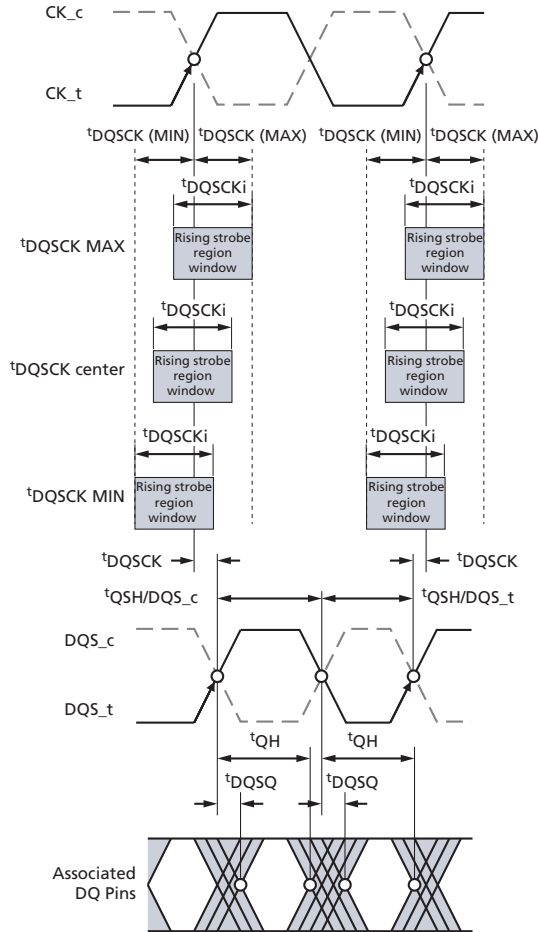 CK_c
CK_t
tDQSCK (MIN) tDQSCK (MAX) tDQSCK (MIN) tDQSCK (MAX)
tDQSCKi tDQSCKi
tDQSCK MAX
Rising strobe
region
window
Rising strobe
region
window
tDQSCKi tDQSCKi
tDQSCK center
Rising strobe
region
window
Rising strobe
region
window
tDQSCKi tDQSCKi
tDQSCK MIN
Rising strobe
region
window
Rising strobe
region
window
tDQSCK tDQSCK
tQSH/DQS_c tQSH/DQS_t
DQS_c
DQS_t
tQH tQH
tDQSQ tDQSQ
Associated
DQ Pins